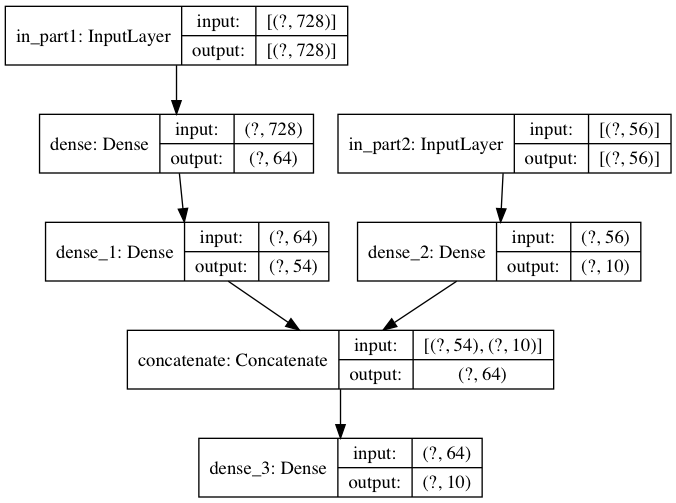 in_part1: InputLayer
input: [(?, 728)]
output: [(?, 728)]
dense: Dense
input: (?, 728)
output: (?, 64)
in_part2: InputLayer
input: [(?, 56)]
output: [(?, 56)]
dense_1: Dense
input: (?, 64)
output: (?, 54)
dense_2: Dense
input: (?, 56)
output: (?, 10)
concatenate: Concatenate
input: [(?, 54), (?, 10)]
output: (?, 64)
dense_3: Dense
input: (?, 64)
output: (?, 10)